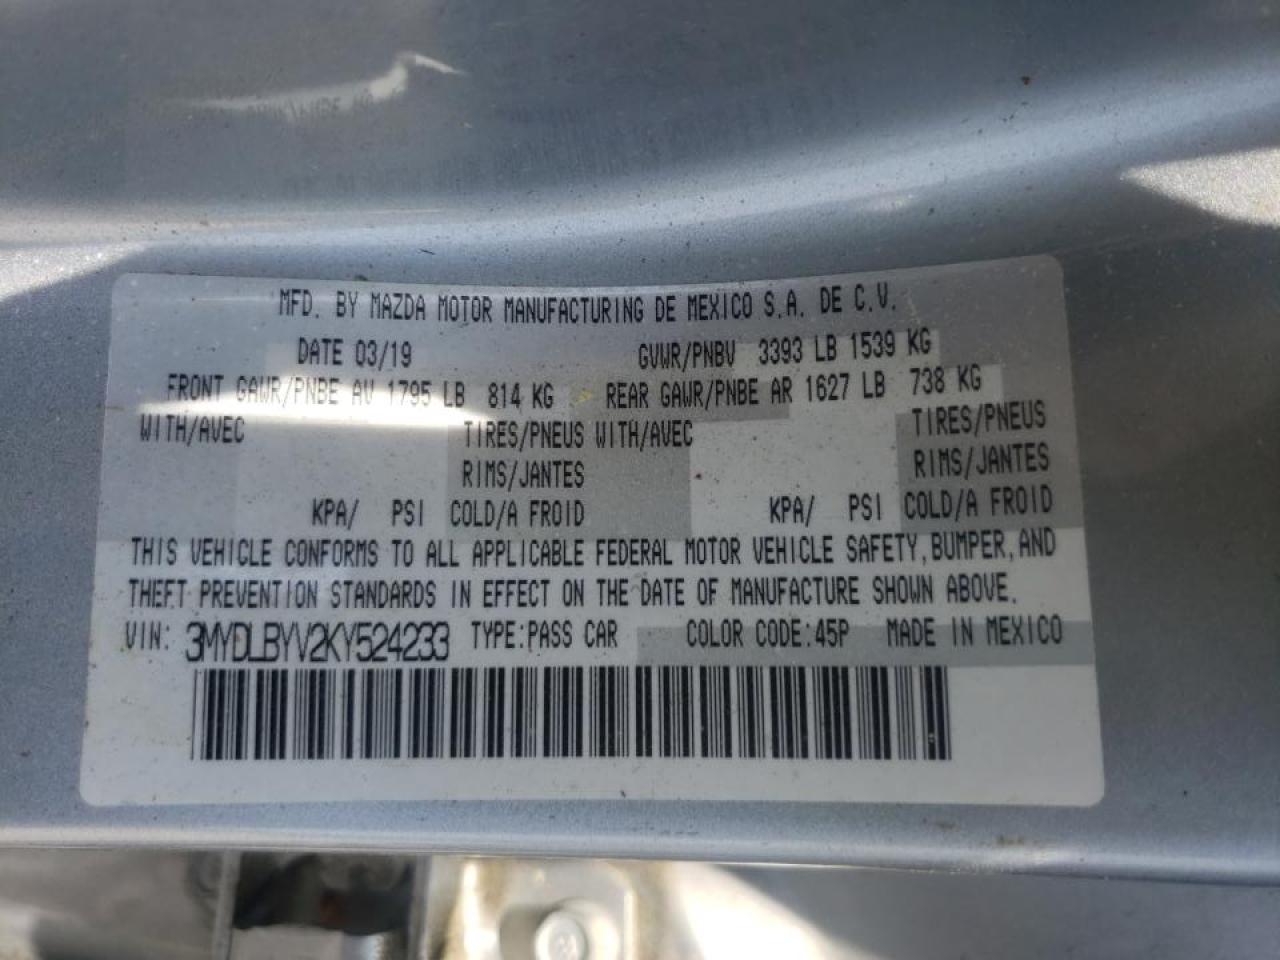 MFD. BY MAZDA MOTOR MANUFACTURING DE MEXICO S.A. DE C.V.
DATE 03/19 GVWR/PNBV 3393 LB 1539 KG
FRONT GAWR/PNBE AV 1795 LB 814 KG REAR GAWR/PNBE AR 1627 LB 738 KG
WITH/AVEC TIRES/PNEUS WITH/AVEC TIRES/PNEUS
RIMS/JANTES RIMS/JANTES
KPA/ PSI COLD/A FROID KPA/ PSI COLD/A FROID
THIS VEHICLE CONFORMS TO ALL APPLICABLE FEDERAL MOTOR VEHICLE SAFETY, BUMPER, AND
THEFT PREVENTION STANDARDS IN EFFECT ON THE DATE OF MANUFACTURE SHOWN ABOVE.
VIN: 3MYDLBYV2KY524233 TYPE:PASS CAR COLOR CODE:45P MADE IN MEXICO